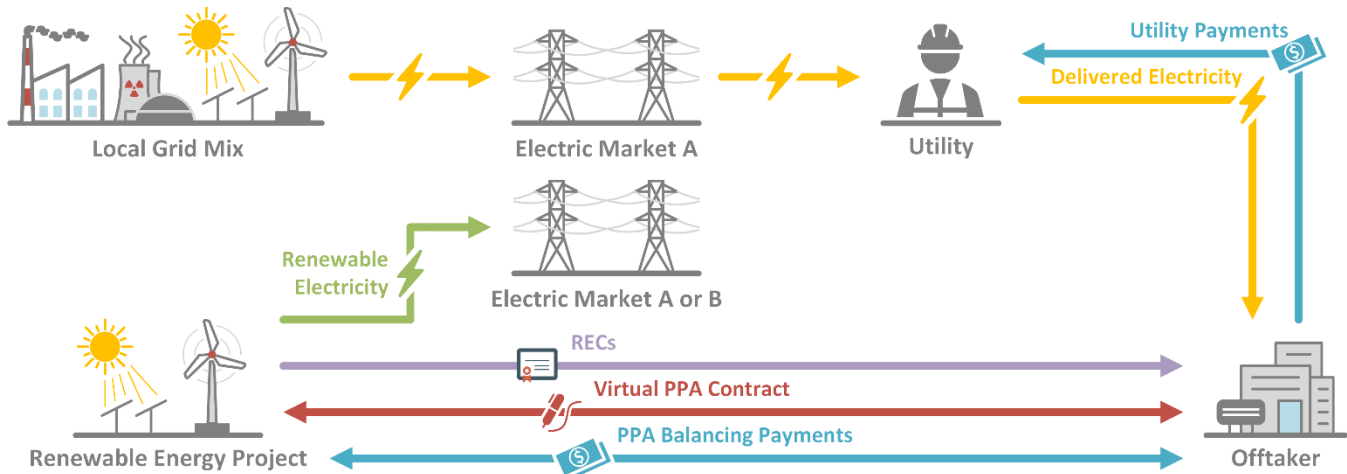 Utility Payments
Delivered Electricity
Local Grid Mix
Electric Market A
Utility
Renewable
Electricity
Electric Market A or B
RECs
Virtual PPA Contract
PPA Balancing Payments
Renewable Energy Project
Offtaker